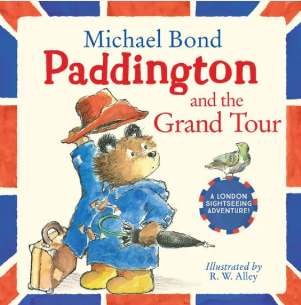 Michael Bond
Paddington
and the
Grand Tour
A LONDON
SIGHTSEEING
ADVENTURE!
Illustrated by
R. W. Alley